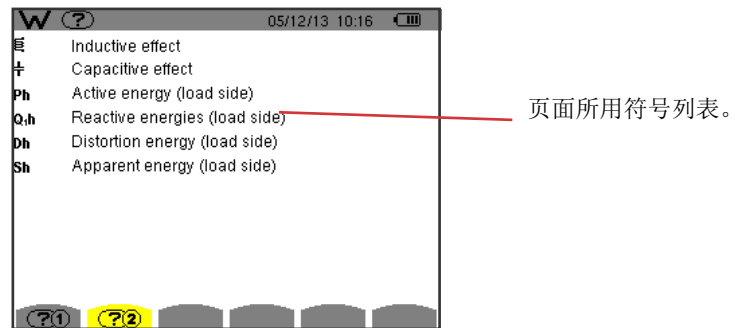 W ? 05/12/13 10:16
Inductive effect
Capacitive effect
Ph Active energy (load side)
Q₁h Reactive energies (load side)
Dh Distortion energy (load side)
Sh Apparent energy (load side)
页面所用符号列表。
?① ?②